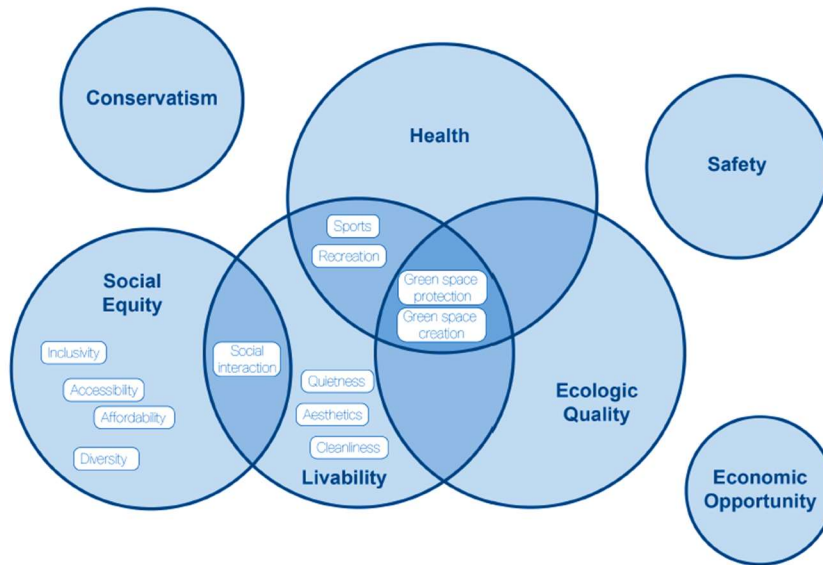 Conservatism
Health
Safety
Sports
Recreation
Social
Equity
Green space
protection
Green space
creation
Inclusivity
Social
interaction
Accessibility
Affordability
Quietness
Aesthetics
Cleanliness
Ecologic
Quality
Diversity
Livability
Economic
Opportunity